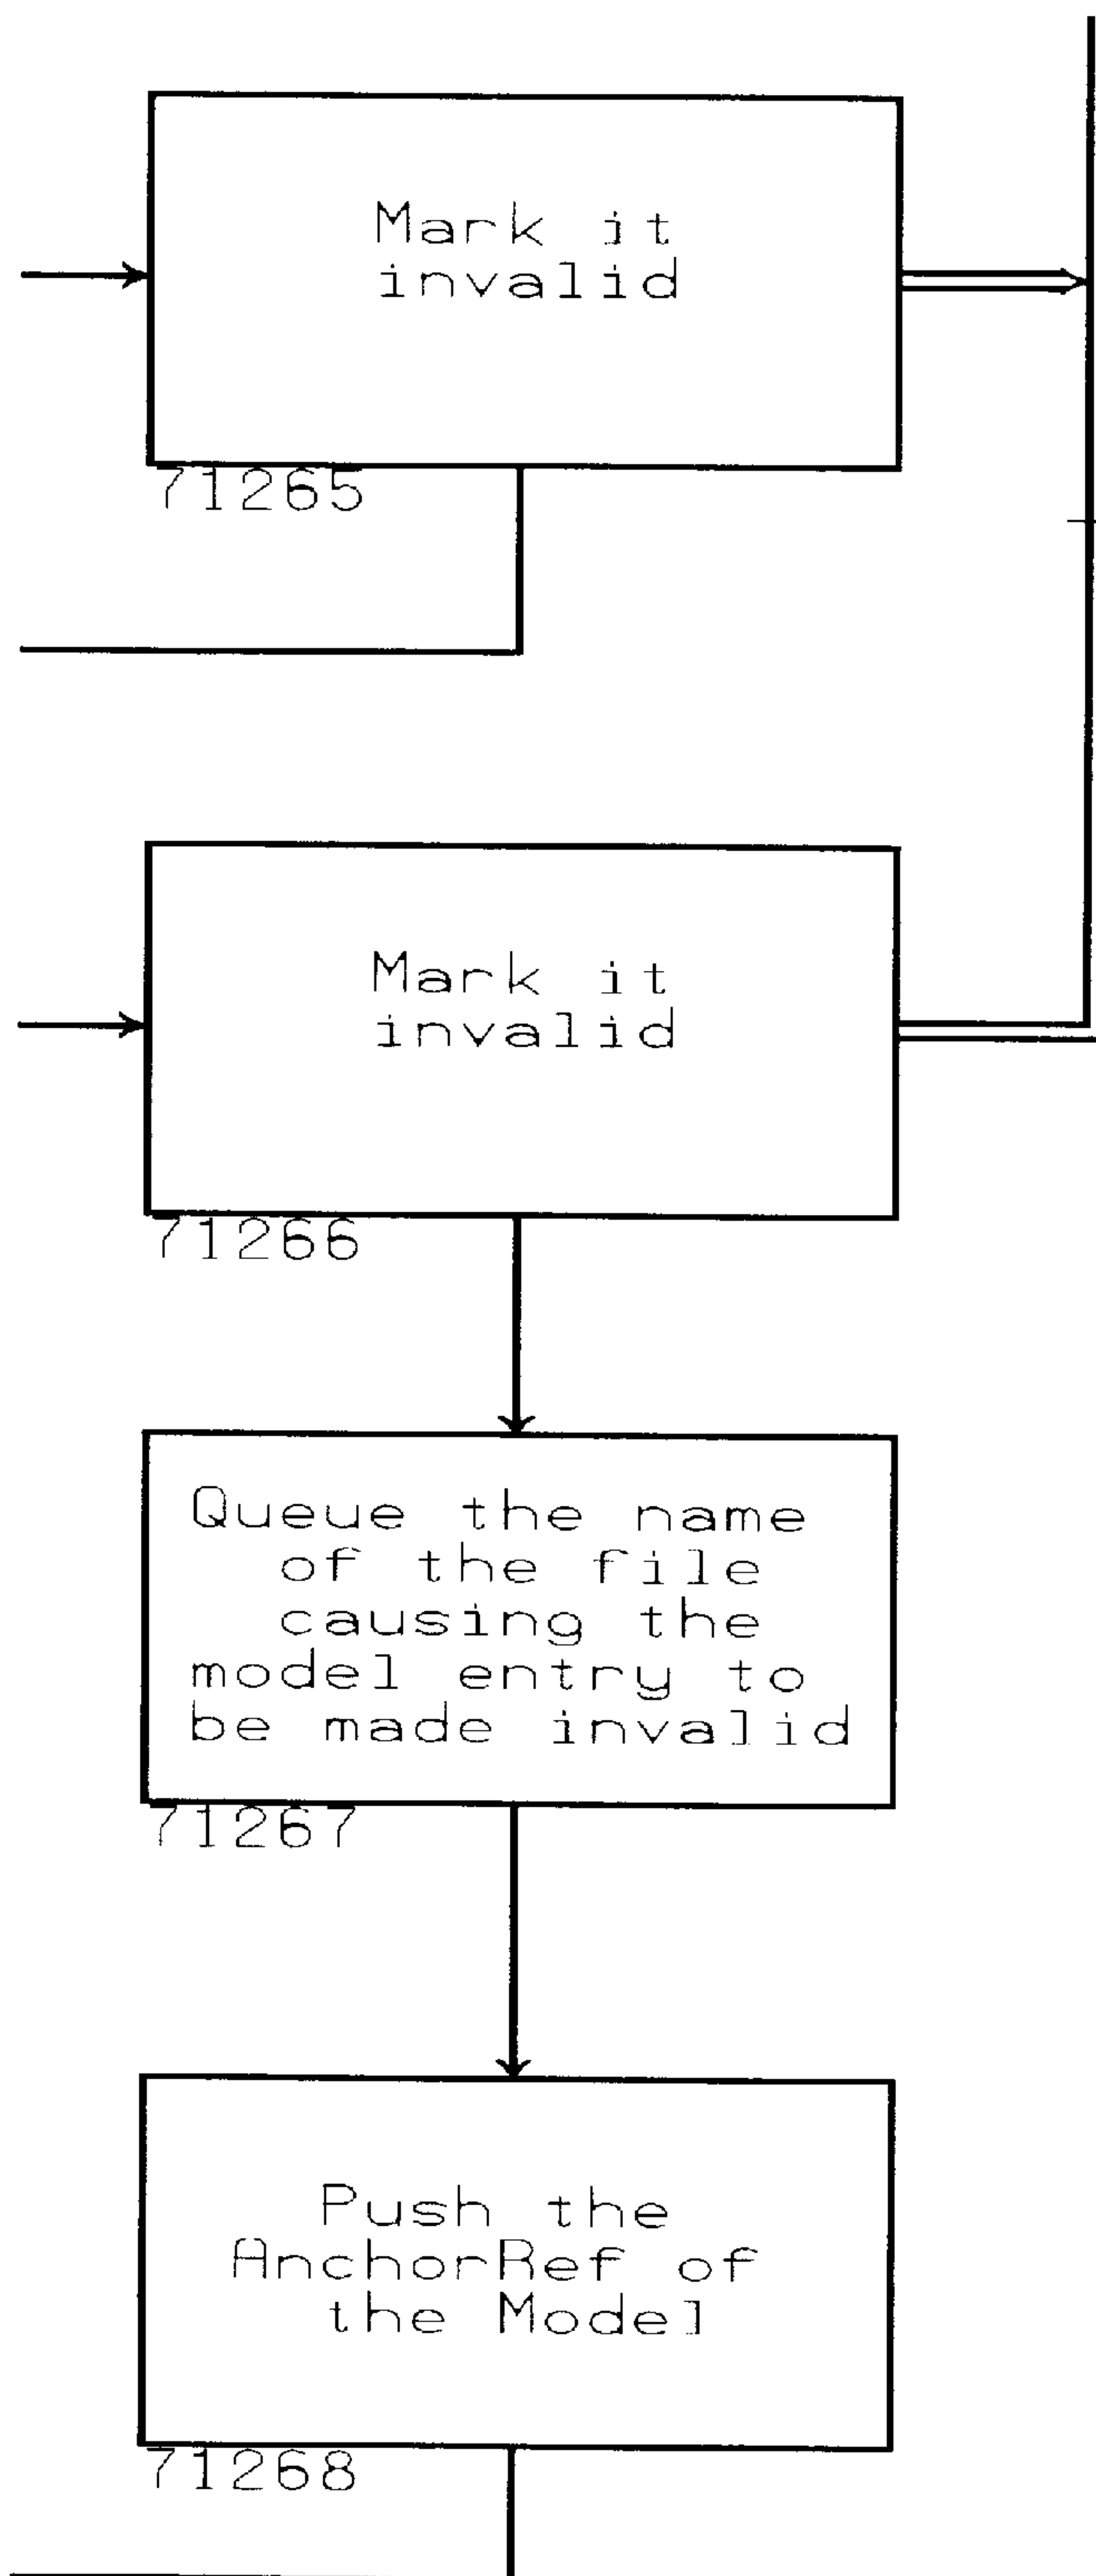 Mark it
invalid
71265
Mark it
invalid
71266
Queue the name
of the file
causing the
model entry to
be made invalid
71267
Push the
AnchorRef of
the Model
71268